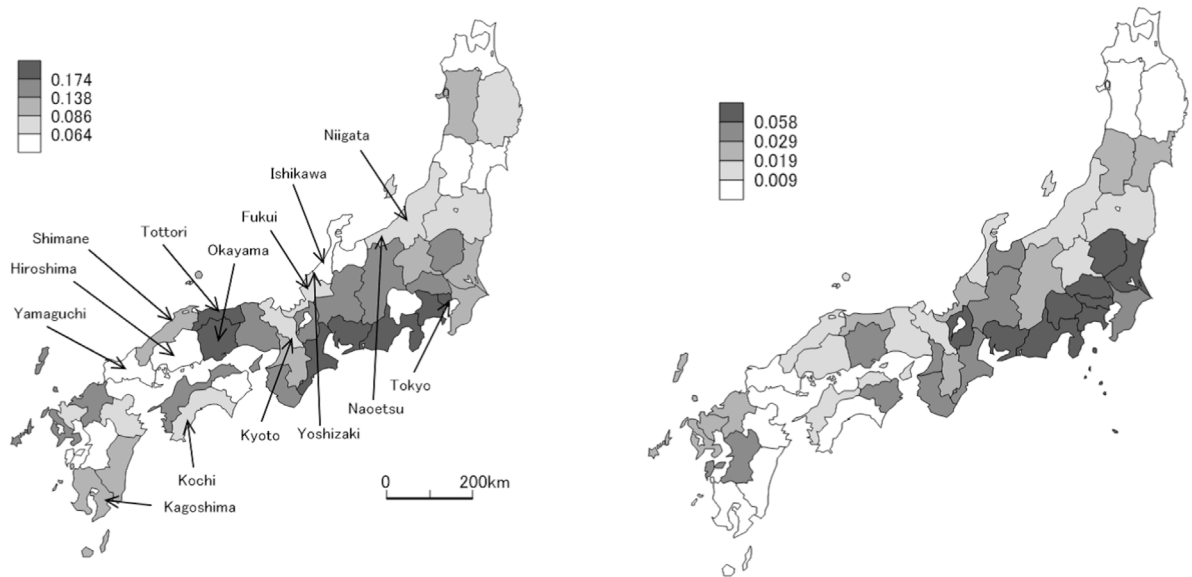 0.174
0.138
0.086
0.064
Niigata
Ishikawa
Fukui
Tottori
Shimane
Okayama
Hiroshima
Yamaguchi
Tokyo
Naoetsu
Kyoto
Yoshizaki
Kochi
Kagoshima
0
200km
0.058
0.029
0.019
0.009